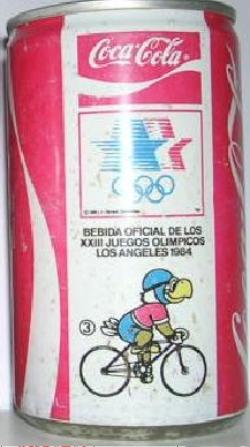 Coca-Cola
BEBIDA OFICIAL DE LOS
XXIII JUEGOS OLIMPICOS
LOS ANGELES 1984
3